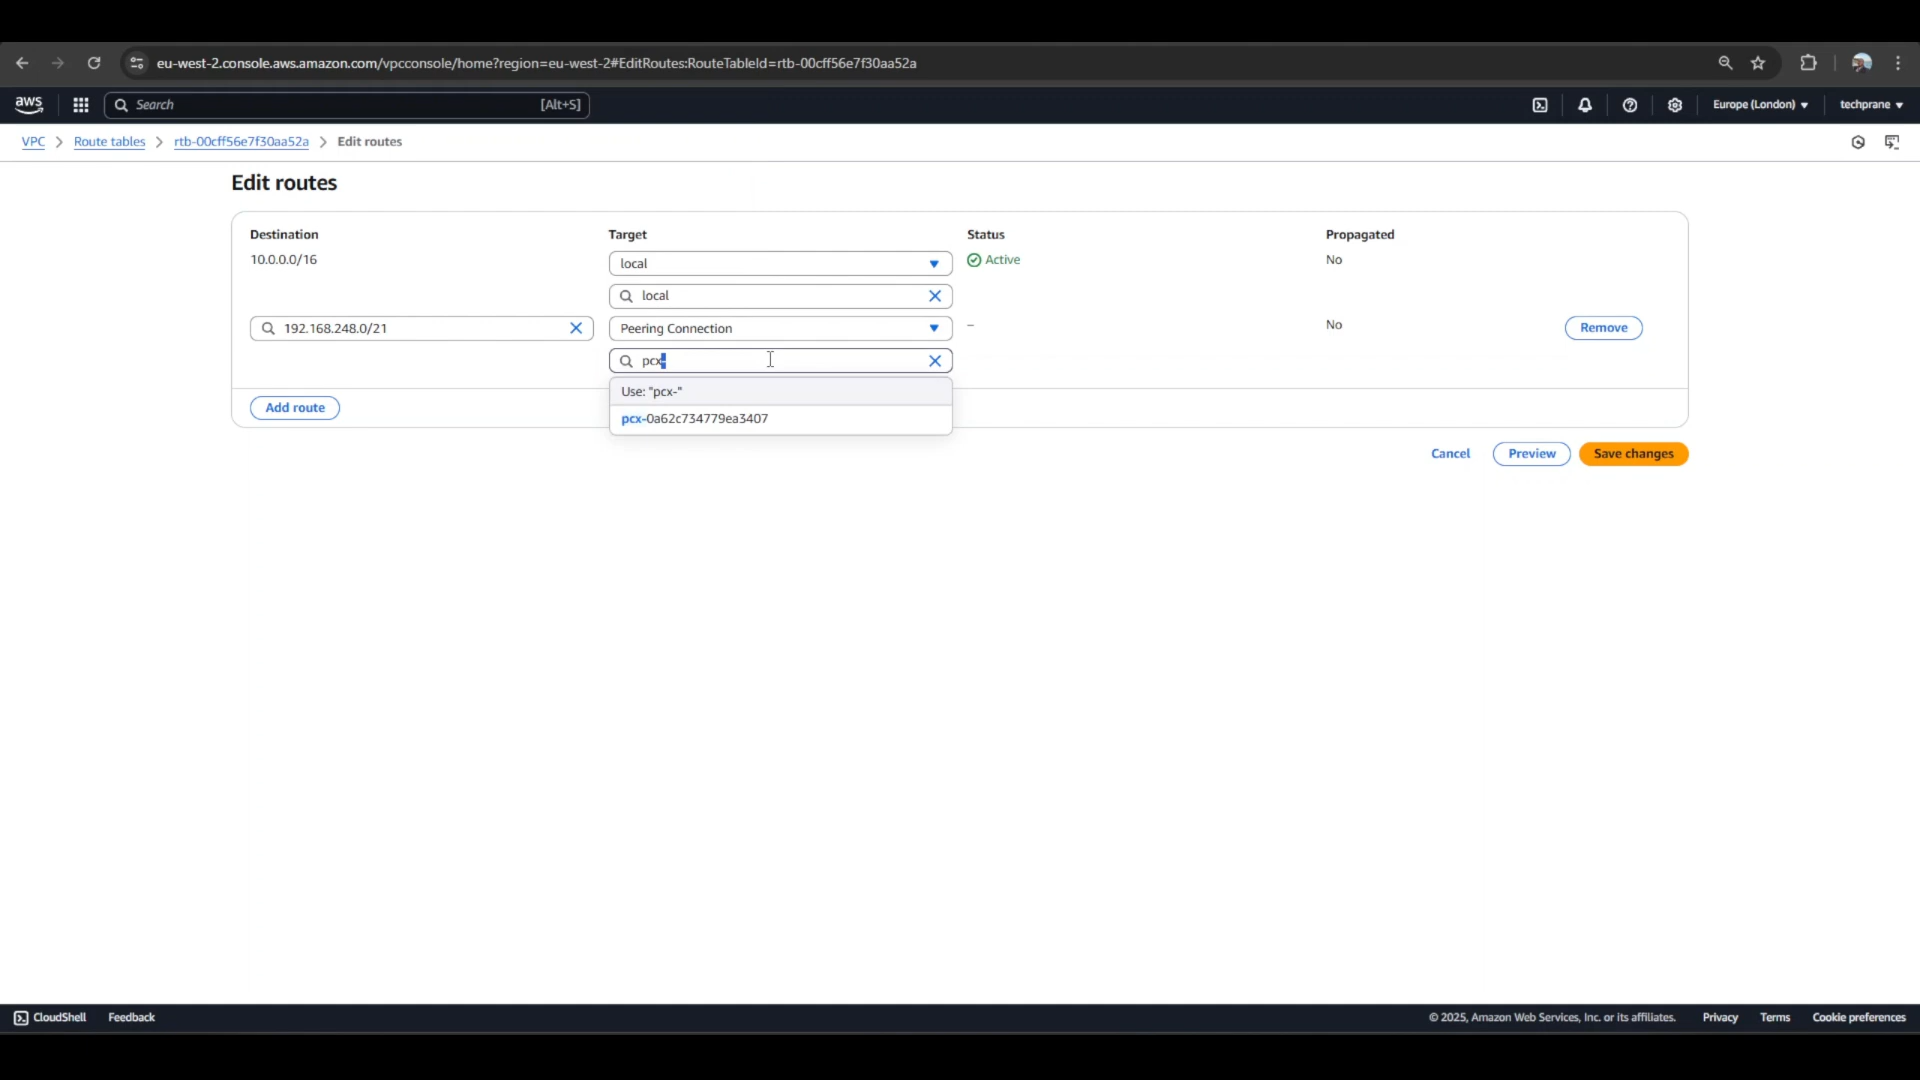 eu-west-2.console.aws.amazon.com/vpcconsole/home?region=eu-west-2#EditRoutes:RouteTableId=rtb-00cff56e7f30aa52a
aws
Search
[Alt+S]
Europe (London)
techprane
VPC
Route tables
rtb-00cff56e7f30aa52a
Edit routes
Edit routes
Destination
Target
Status
Propagated
10.0.0.0/16
local
Active
No
local
192.168.248.0/21
Peering Connection
–
No
Remove
pcx-
Use: "pcx-"
pcx-0a62c734779ea3407
Add route
Cancel
Preview
Save changes
CloudShell
Feedback
© 2025, Amazon Web Services, Inc. or its affiliates.
Privacy
Terms
Cookie preferences